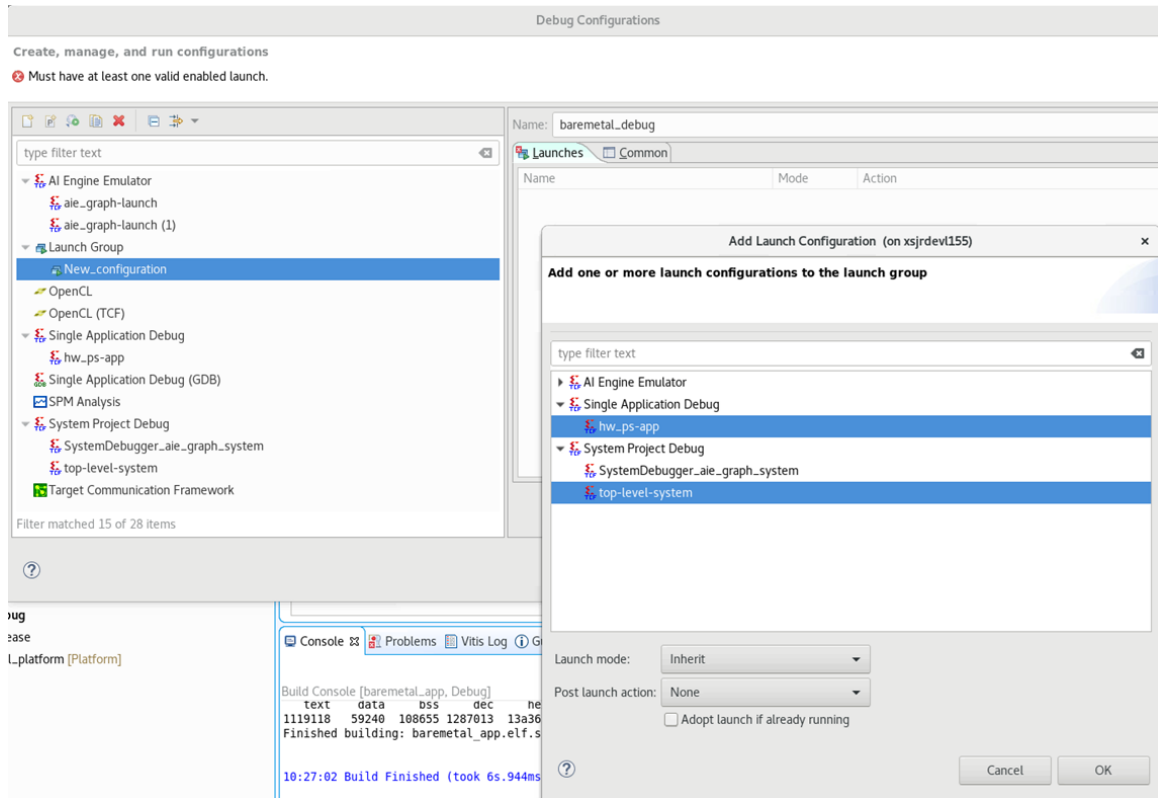 Debug Configurations
Create, manage, and run configurations
Must have at least one valid enabled launch.
type filter text
AI Engine Emulator
aie_graph-launch
aie_graph-launch (1)
Launch Group
New_configuration
OpenCL
OpenCL (TCF)
Single Application Debug
hw_ps-app
Single Application Debug (GDB)
SPM Analysis
System Project Debug
SystemDebugger_aie_graph_system
top-level-system
Target Communication Framework
Filter matched 15 of 28 items
Name: baremetal_debug
Launches Common
Name Mode Action
Add Launch Configuration (on xsjrdevl155)
Add one or more launch configurations to the launch group
type filter text
AI Engine Emulator
Single Application Debug
hw_ps-app
System Project Debug
SystemDebugger_aie_graph_system
top-level-system
Launch mode: Inherit
Post launch action: None
Adopt launch if already running
Cancel OK
l_platform [Platform]
Console Problems Vitis Log
Build Console [baremetal_app, Debug]
text data bss dec he
1119118 59240 108655 1287013 13a36
Finished building: baremetal_app.elf.s
10:27:02 Build Finished (took 6s.944ms